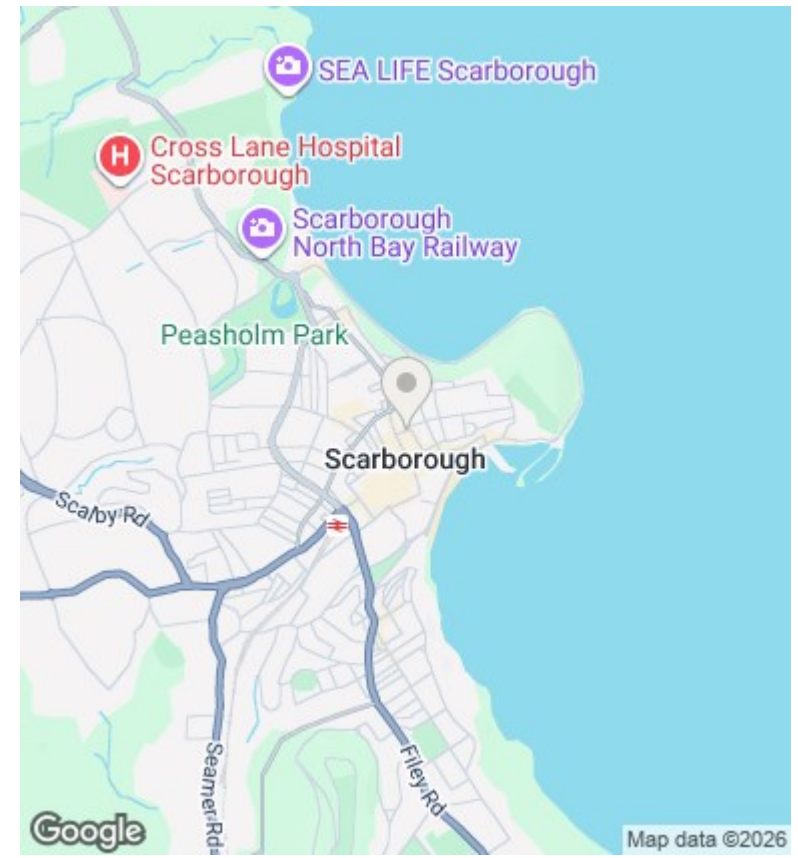 SEA LIFE Scarborough
Cross Lane Hospital
Scarborough
H
Scarborough
North Bay Railway
Peasholm Park
Scarborough
Scalby Rd
Seamer Rd
Filey Rd
Google
Map data ©2026